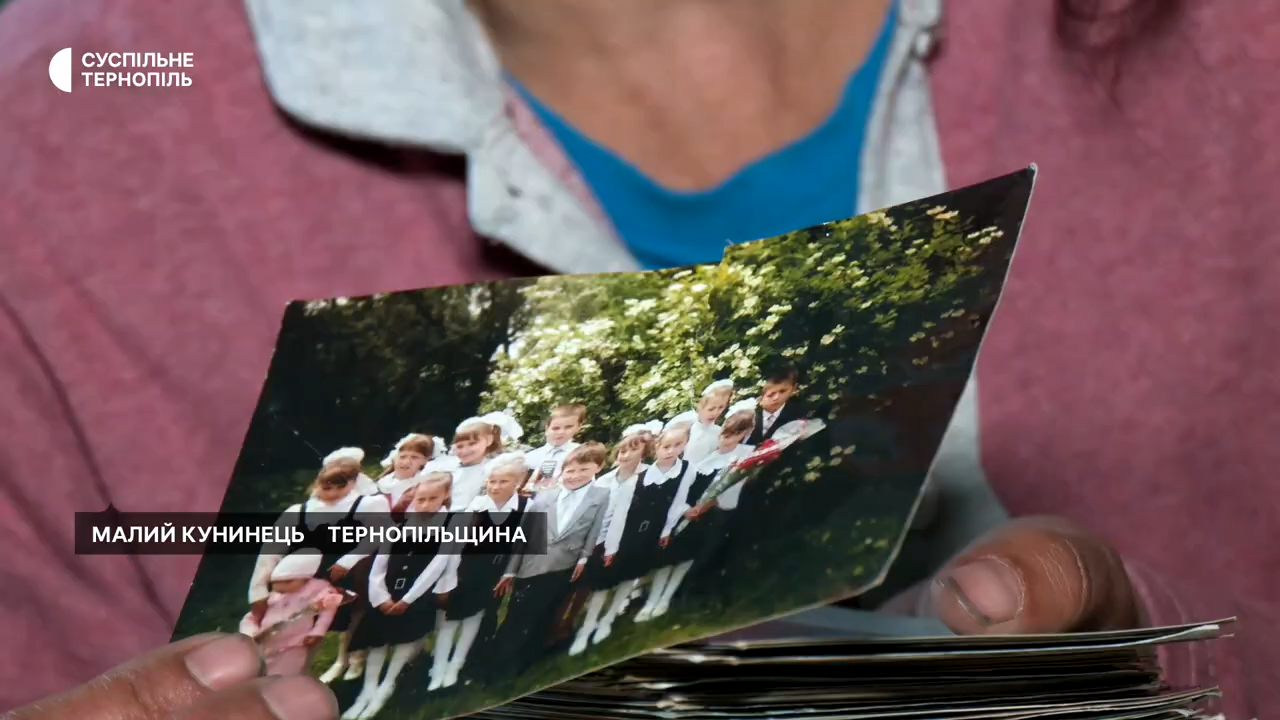 СУСПІЛЬНЕ
ТЕРНОПІЛЬ
МАЛИЙ КУНИНЕЦЬ ТЕРНОПІЛЬЩИНА